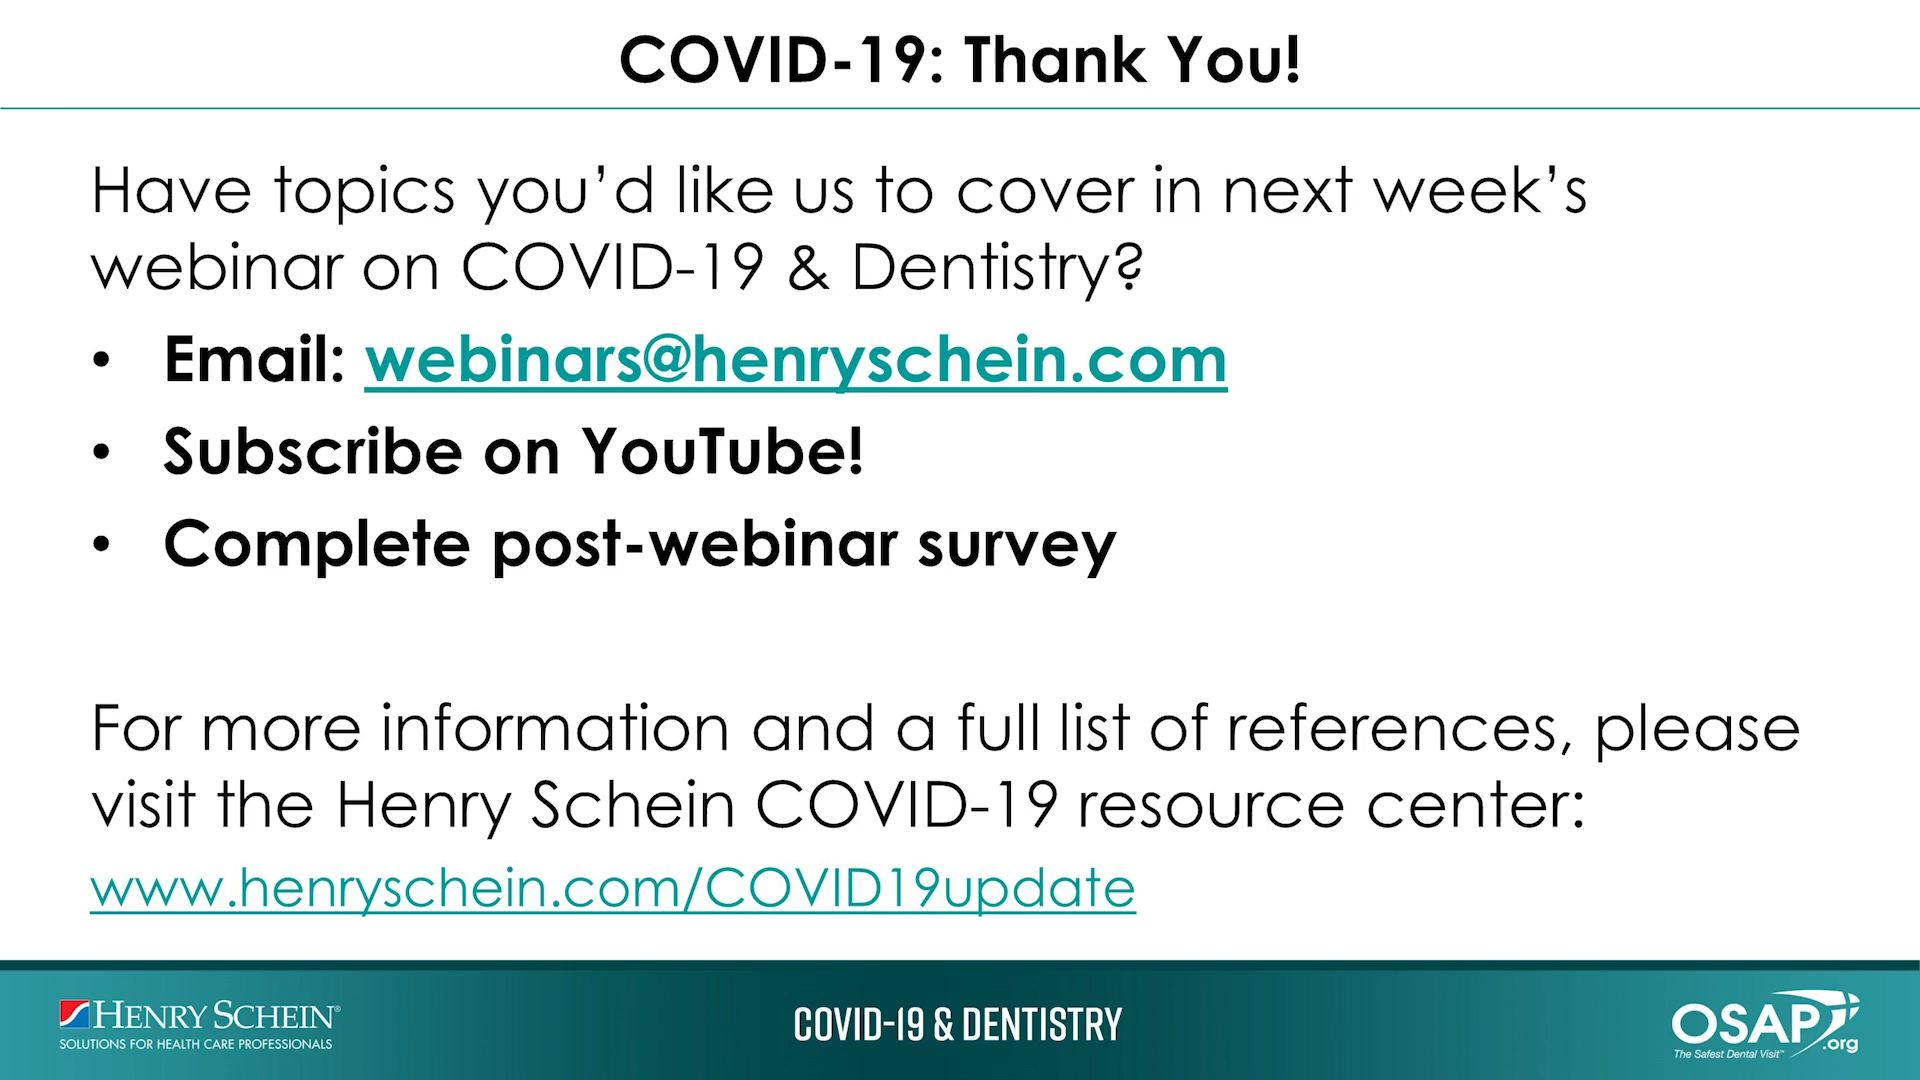 COVID-19: Thank You!
Have topics you’d like us to cover in next week’s
webinar on COVID-19 & Dentistry?
• Email: webinars@henryschein.com
• Subscribe on YouTube!
• Complete post-webinar survey
For more information and a full list of references, please
visit the Henry Schein COVID-19 resource center:
www.henryschein.com/COVID19update
HENRY SCHEIN®
SOLUTIONS FOR HEALTH CARE PROFESSIONALS
COVID-19 & DENTISTRY
OSAP
.org
The Safest Dental Visit™